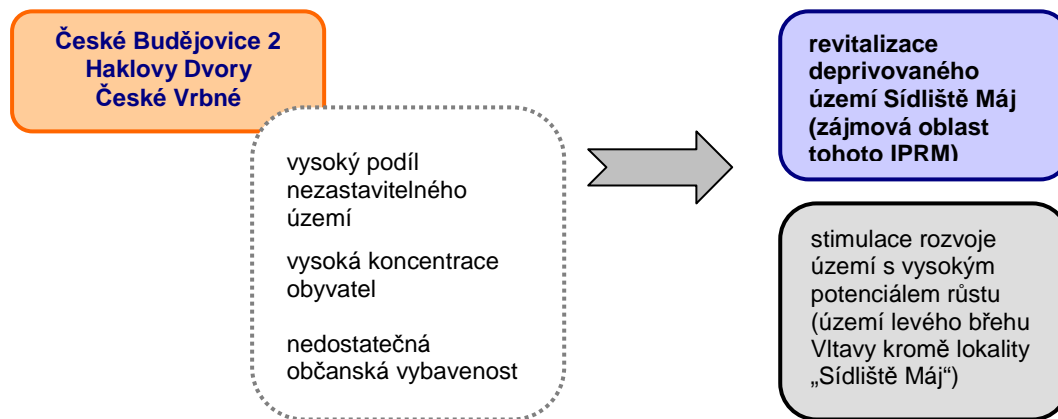 České Budějovice 2
Haklovy Dvory
České Vrbné
vysoký podíl
nezastavitelného
území
vysoká koncentrace
obyvatel
nedostatečná
občanská vybavenost
revitalizace
deprivovaného
území Sídliště Máj
(zájmová oblast
tohoto IPRM)
stimulace rozvoje
území s vysokým
potenciálem růstu
(území levého břehu
Vltavy kromě lokality
„Sídliště Máj“)